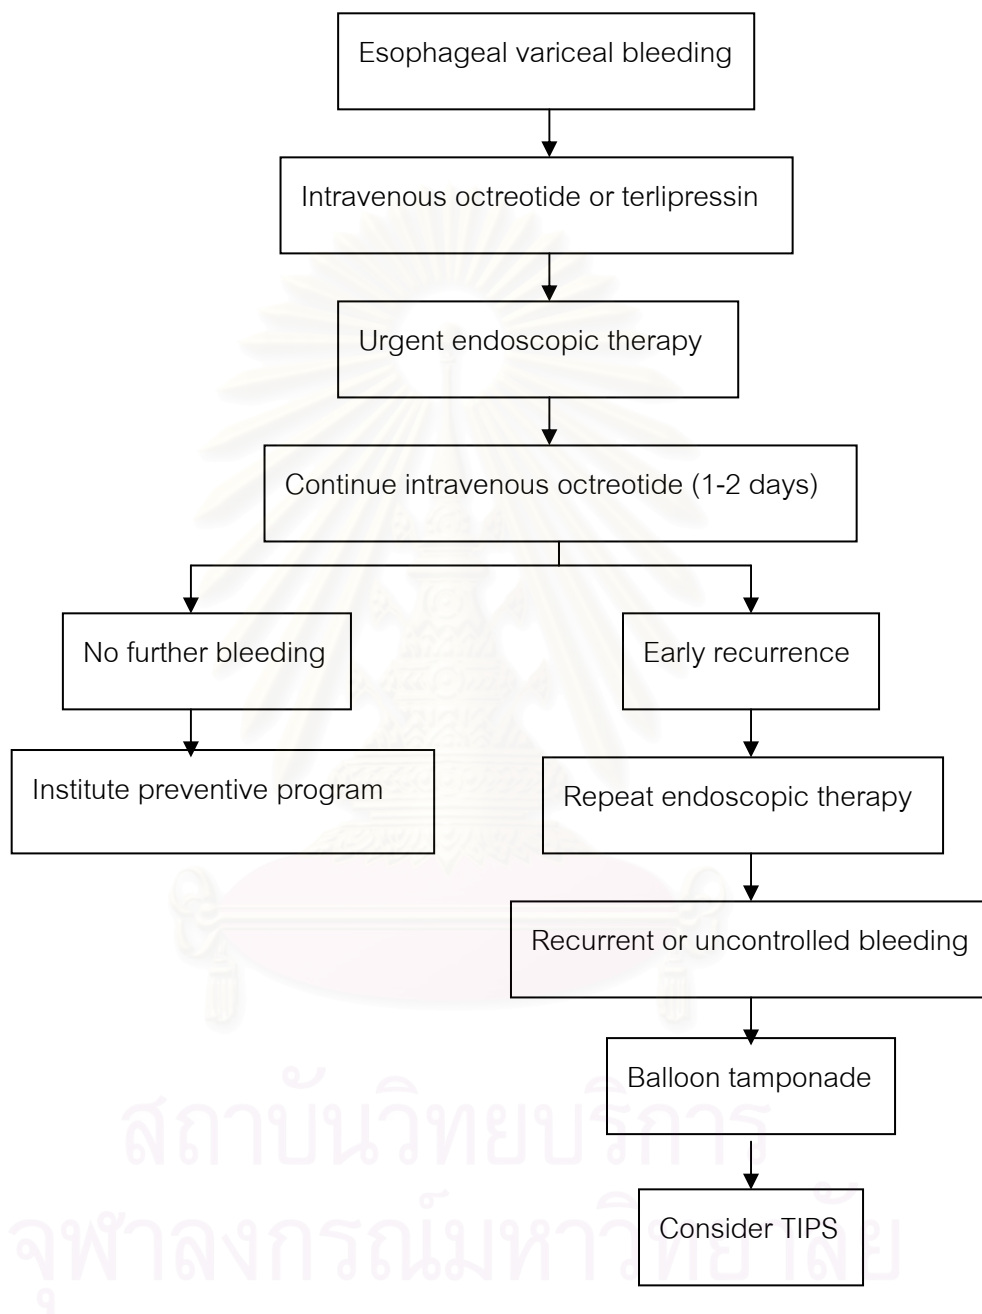 Esophageal variceal bleeding
Intravenous octreotide or terlipressin
Urgent endoscopic therapy
Continue intravenous octreotide (1-2 days)
No further bleeding
Early recurrence
Institute preventive program
Repeat endoscopic therapy
Recurrent or uncontrolled bleeding
Balloon tamponade
Consider TIPS
สถาบันวิทยบริการ
จุฬาลงกรณ์มหาวิทยาลัย